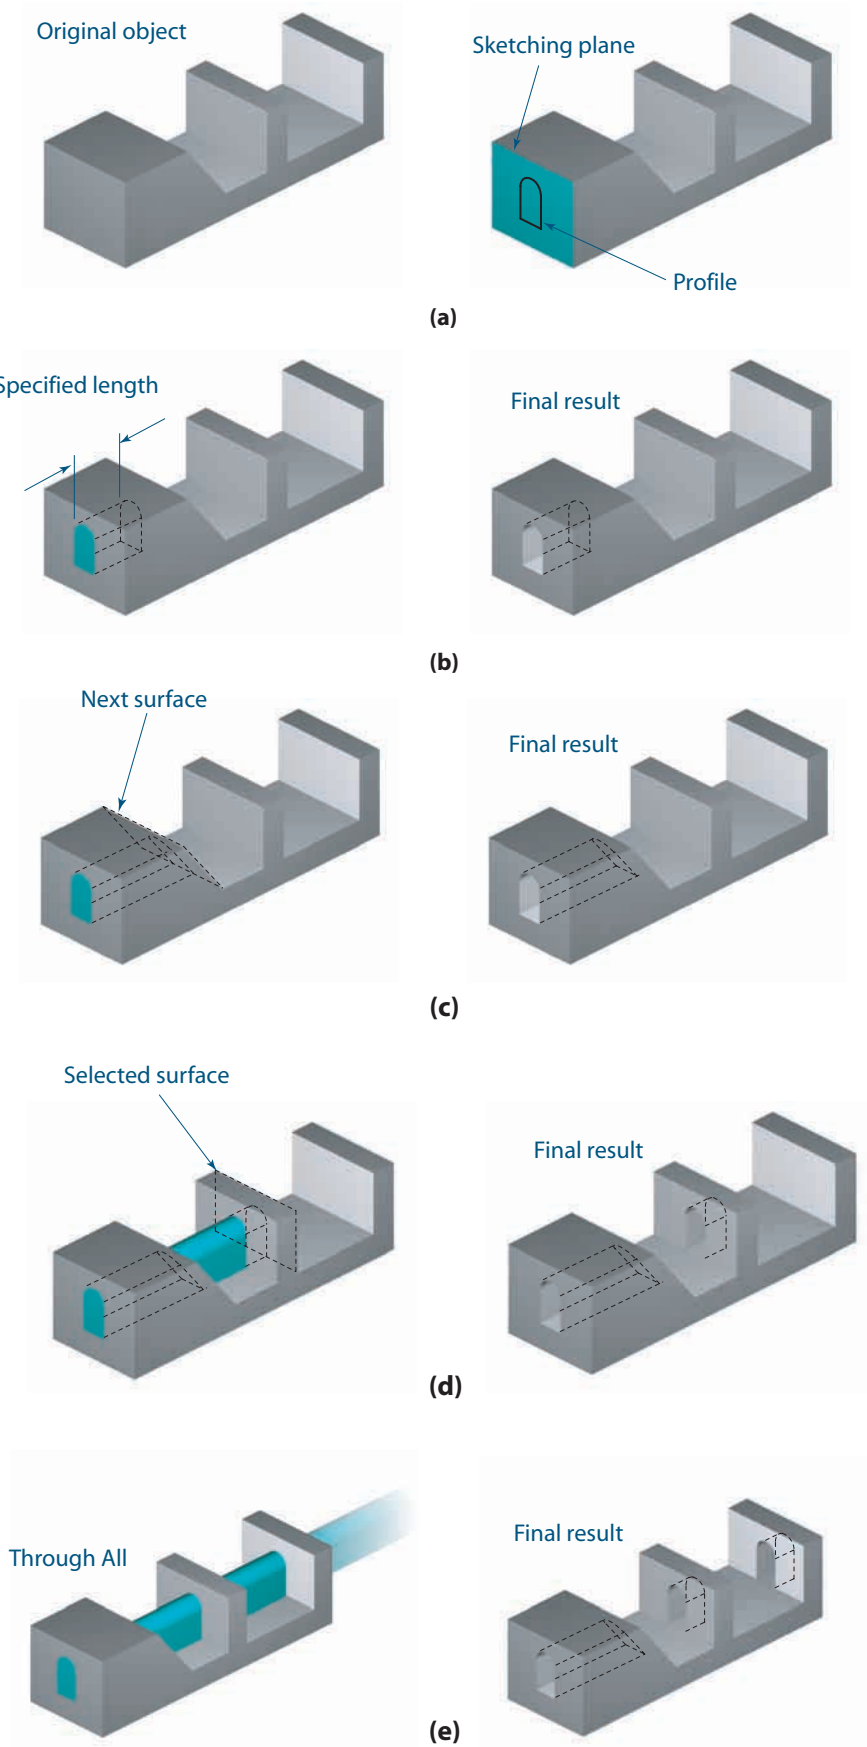 Original object
Sketching plane
Profile
(a)
Specified length
Final result
(b)
Next surface
Final result
(c)
Selected surface
Final result
(d)
Through All
Final result
(e)